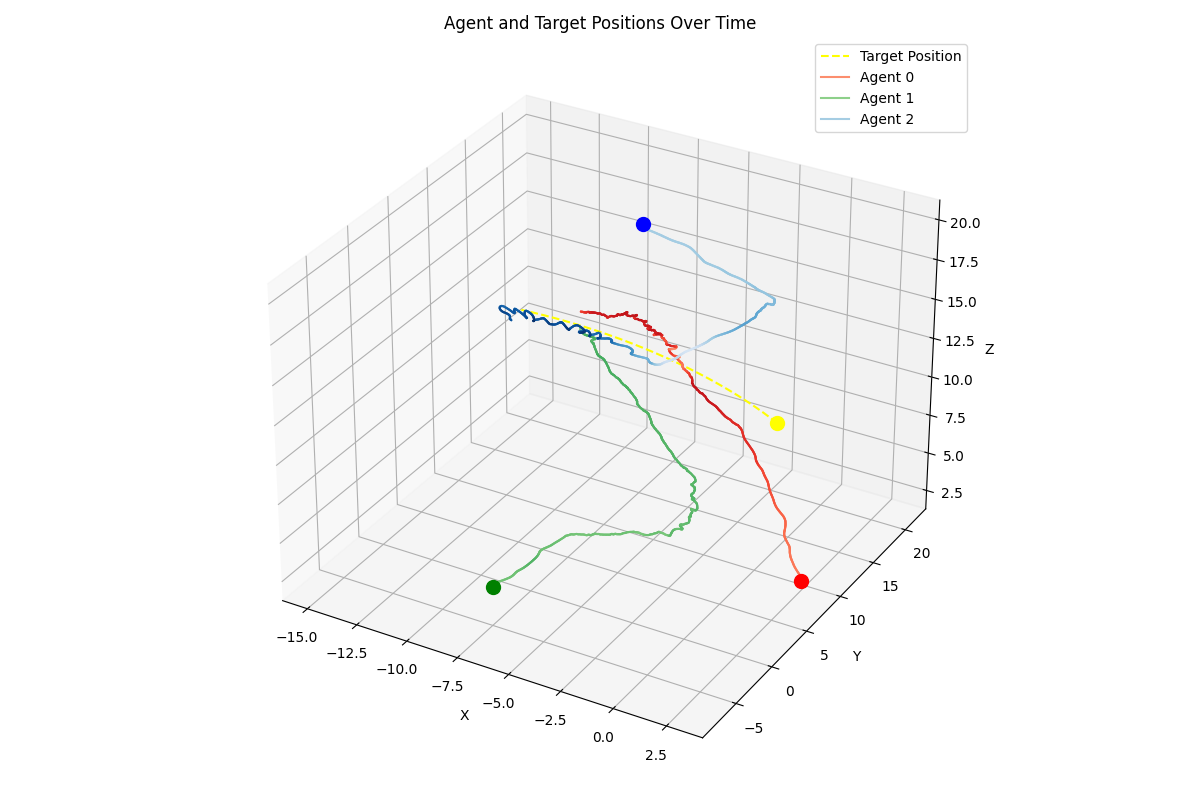 Agent and Target Positions Over Time
Target Position
Agent 0
Agent 1
Agent 2
20.0
17.5
15.0
12.5
Z
10.0
7.5
5.0
2.5
20
15
10
5
Y
0
−5
−15.0
−12.5
−10.0
−7.5
X
−5.0
−2.5
0.0
2.5